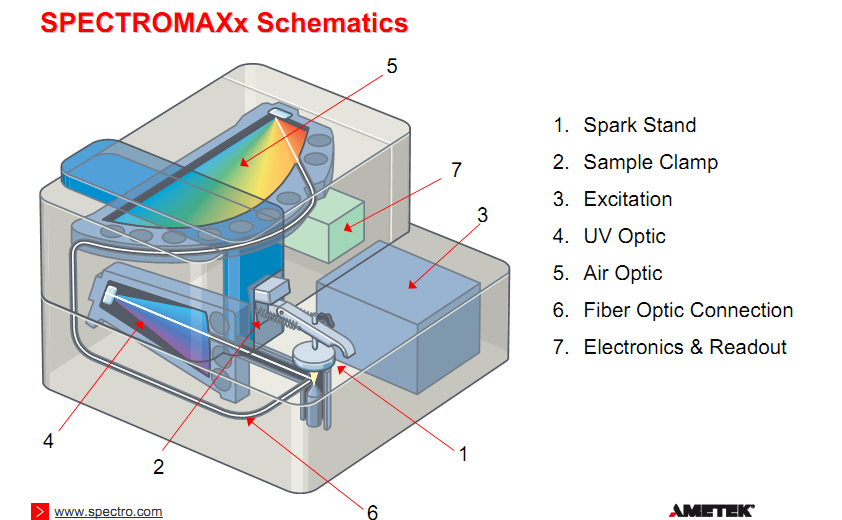 SPECTROMAXx Schematics
5
7
3
4
2
1
6
1. Spark Stand
2. Sample Clamp
3. Excitation
4. UV Optic
5. Air Optic
6. Fiber Optic Connection
7. Electronics & Readout
www.spectro.com
AMETEK®